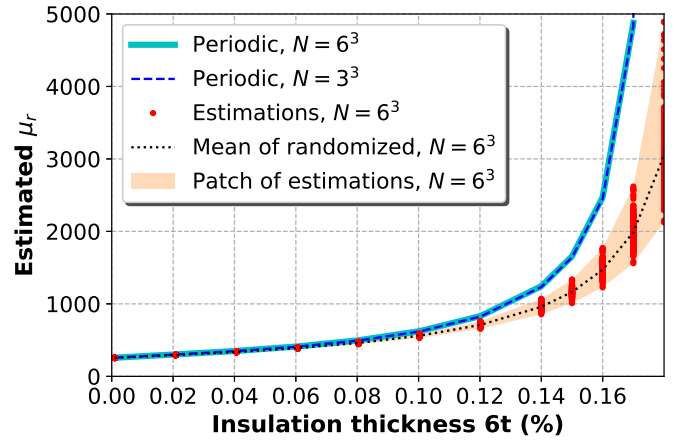 5000
4000
3000
2000
1000
0
Estimated μr
Periodic, N = 6³
Periodic, N = 3³
Estimations, N = 6³
Mean of randomized, N = 6³
Patch of estimations, N = 6³
0.00 0.02 0.04 0.06 0.08 0.10 0.12 0.14 0.16
Insulation thickness 6t (%)